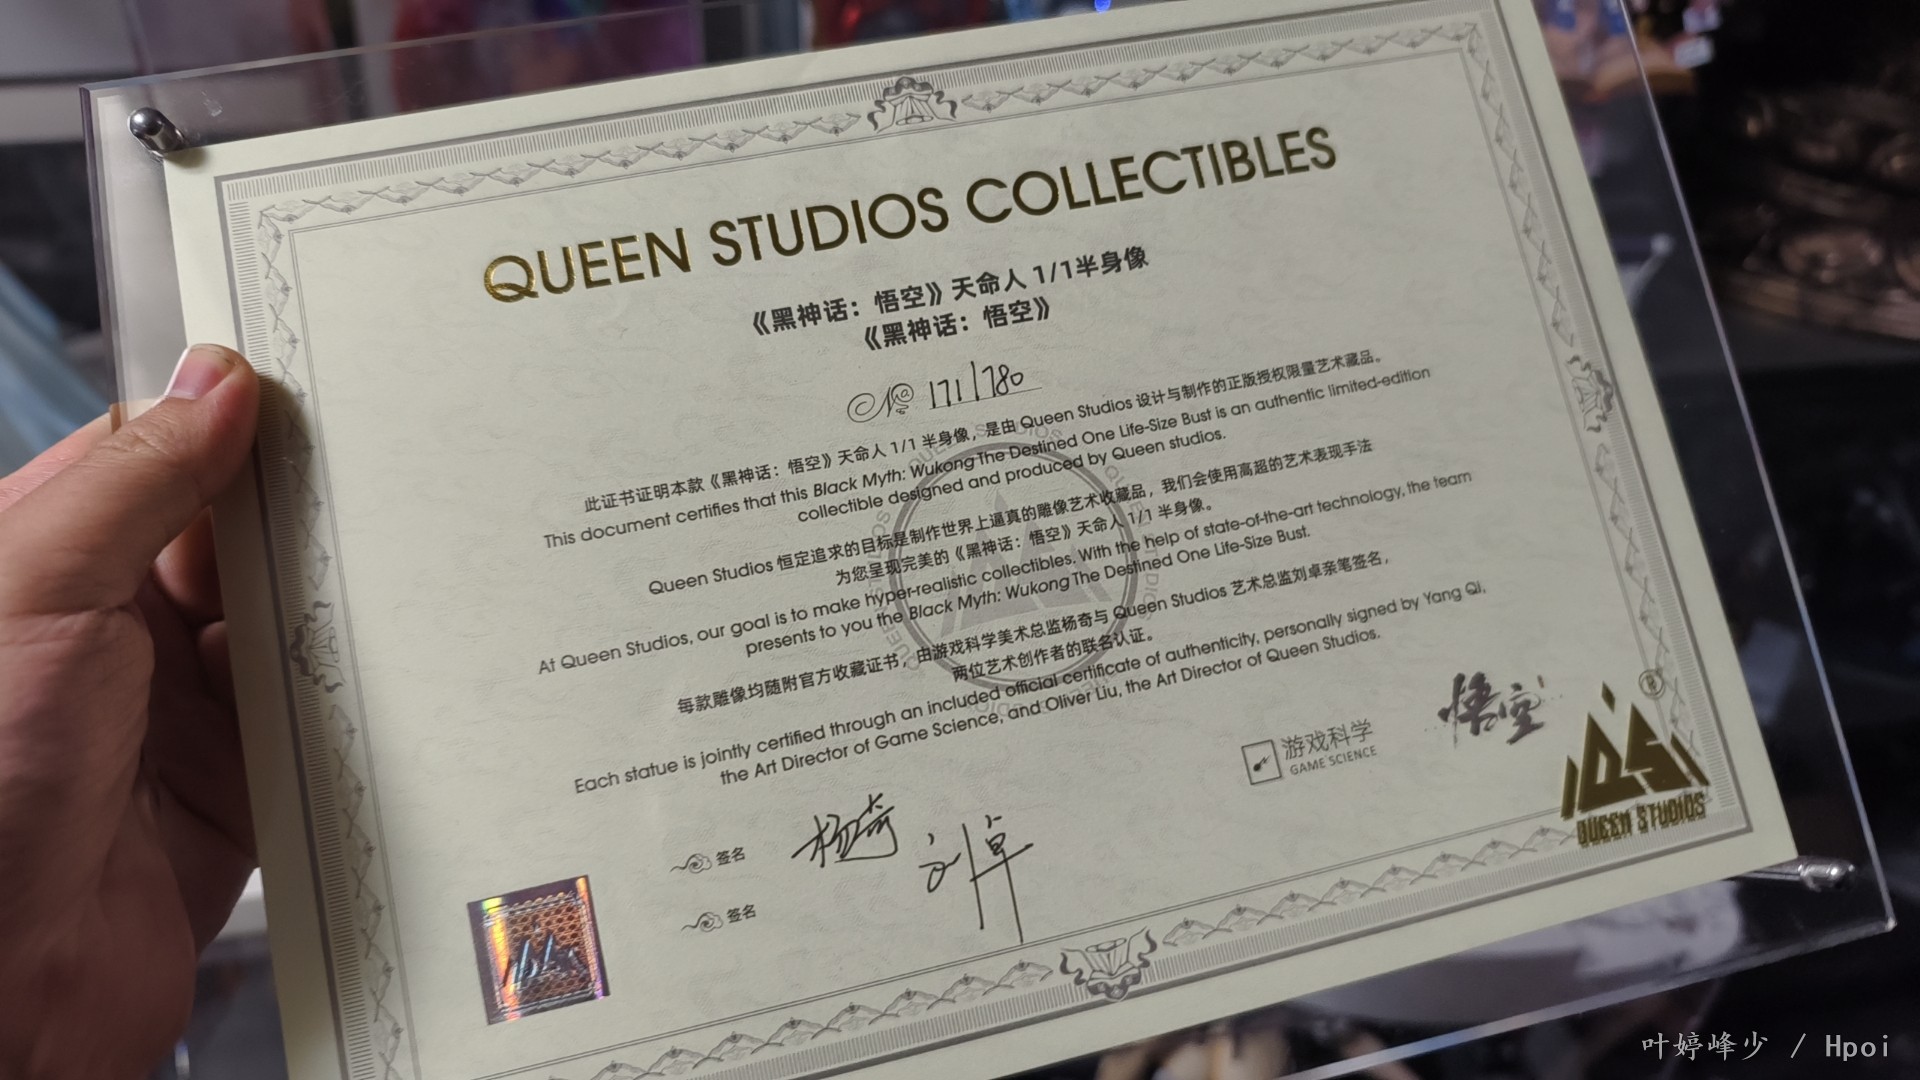 QUEEN STUDIOS COLLECTIBLES
《黑神话：悟空》天命人 1/1半身像
《黑神话：悟空》
№ 171/780
此证书证明本款《黑神话：悟空》天命人 1/1 半身像，是由 Queen Studios 设计与制作的正版授权限量艺术藏品。
This document certifies that this Black Myth: Wukong The Destined One Life-Size Bust is an authentic limited-edition
collectible designed and produced by Queen studios.
Queen Studios 恒定追求的目标是制作世界上逼真的雕像艺术收藏品，我们会使用高超的艺术表现手法
为您呈现完美的《黑神话：悟空》天命人 1/1 半身像。
At Queen Studios, our goal is to make hyper-realistic collectibles. With the help of state-of-the-art technology, the team
presents to you the Black Myth: Wukong The Destined One Life-Size Bust.
每款雕像均随附官方收藏证书，由游戏科学美术总监杨奇与 Queen Studios 艺术总监刘卓亲笔签名，
两位艺术创作者的联名认证。
Each statue is jointly certified through an included official certificate of authenticity, personally signed by Yang Qi,
the Art Director of Game Science, and Oliver Liu, the Art Director of Queen Studios.
签名 杨奇
签名 刘卓
游戏科学
GAME SCIENCE
悟空
®
QS
QUEEN STUDIOS
叶婷峰少 / Hpoi